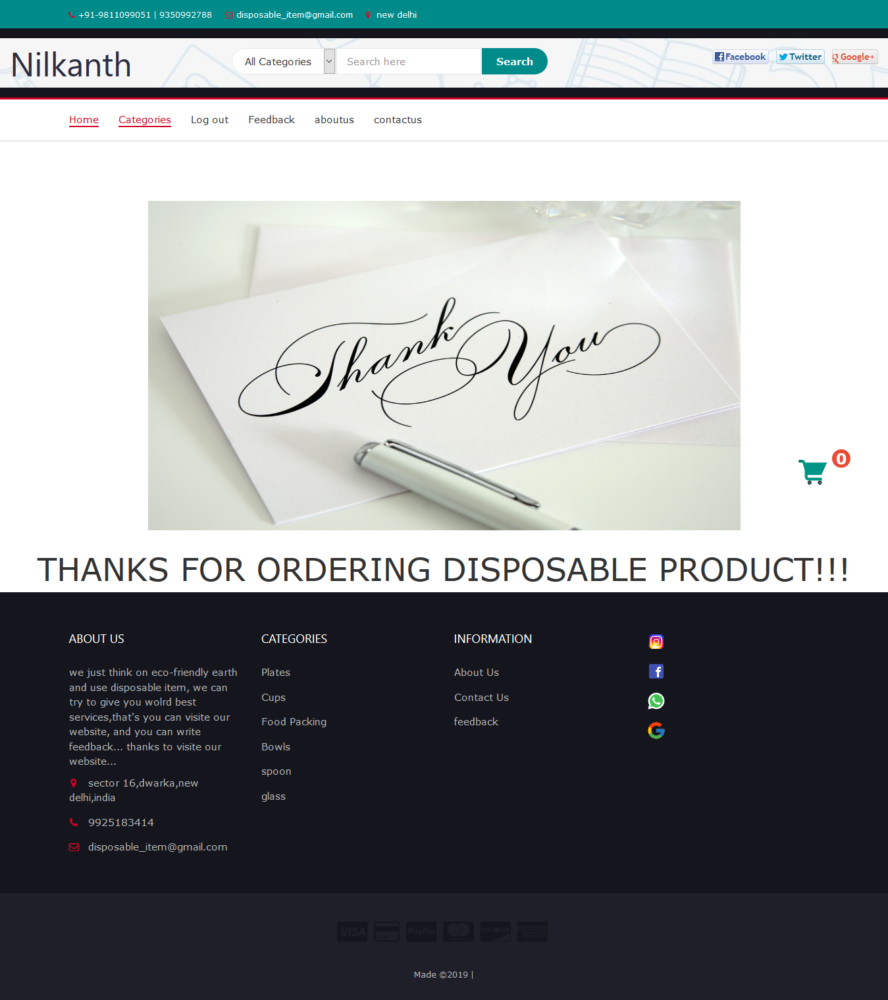 +91-9811099051 | 9350992788 disposable_item@gmail.com new delhi
Nilkanth All Categories Search here Search Facebook Twitter Google+
Home Categories Log out Feedback aboutus contactus
Thank You
0
THANKS FOR ORDERING DISPOSABLE PRODUCT!!!
ABOUT US
we just think on eco-friendly earth
and use disposable item, we can
try to give you wolrd best
services,that's you can visite our
website, and you can write
feedback... thanks to visite our
website...
sector 16,dwarka,new
delhi,india
9925183414
disposable_item@gmail.com
CATEGORIES
Plates
Cups
Food Packing
Bowls
spoon
glass
INFORMATION
About Us
Contact Us
feedback
VISA PayPal DISCOVER
Made ©2019 |